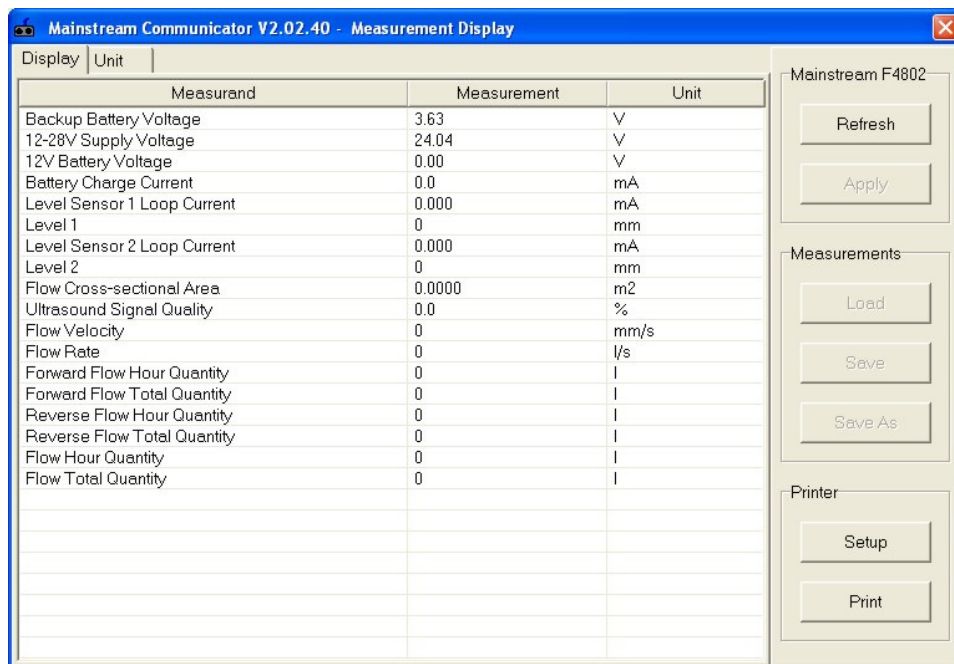 Mainstream Communicator V2.02.40 - Measurement Display
Display Unit
Measurand Measurement Unit
Backup Battery Voltage 3.63 V
12-28V Supply Voltage 24.04 V
12V Battery Voltage 0.00 V
Battery Charge Current 0.0 mA
Level Sensor 1 Loop Current 0.000 mA
Level 1 0 mm
Level Sensor 2 Loop Current 0.000 mA
Level 2 0 mm
Flow Cross-sectional Area 0.0000 m2
Ultrasound Signal Quality 0.0 %
Flow Velocity 0 mm/s
Flow Rate 0 l/s
Forward Flow Hour Quantity 0 l
Forward Flow Total Quantity 0 l
Reverse Flow Hour Quantity 0 l
Reverse Flow Total Quantity 0 l
Flow Hour Quantity 0 l
Flow Total Quantity 0 l
Mainstream F4802
Refresh
Apply
Measurements
Load
Save
Save As
Printer
Setup
Print